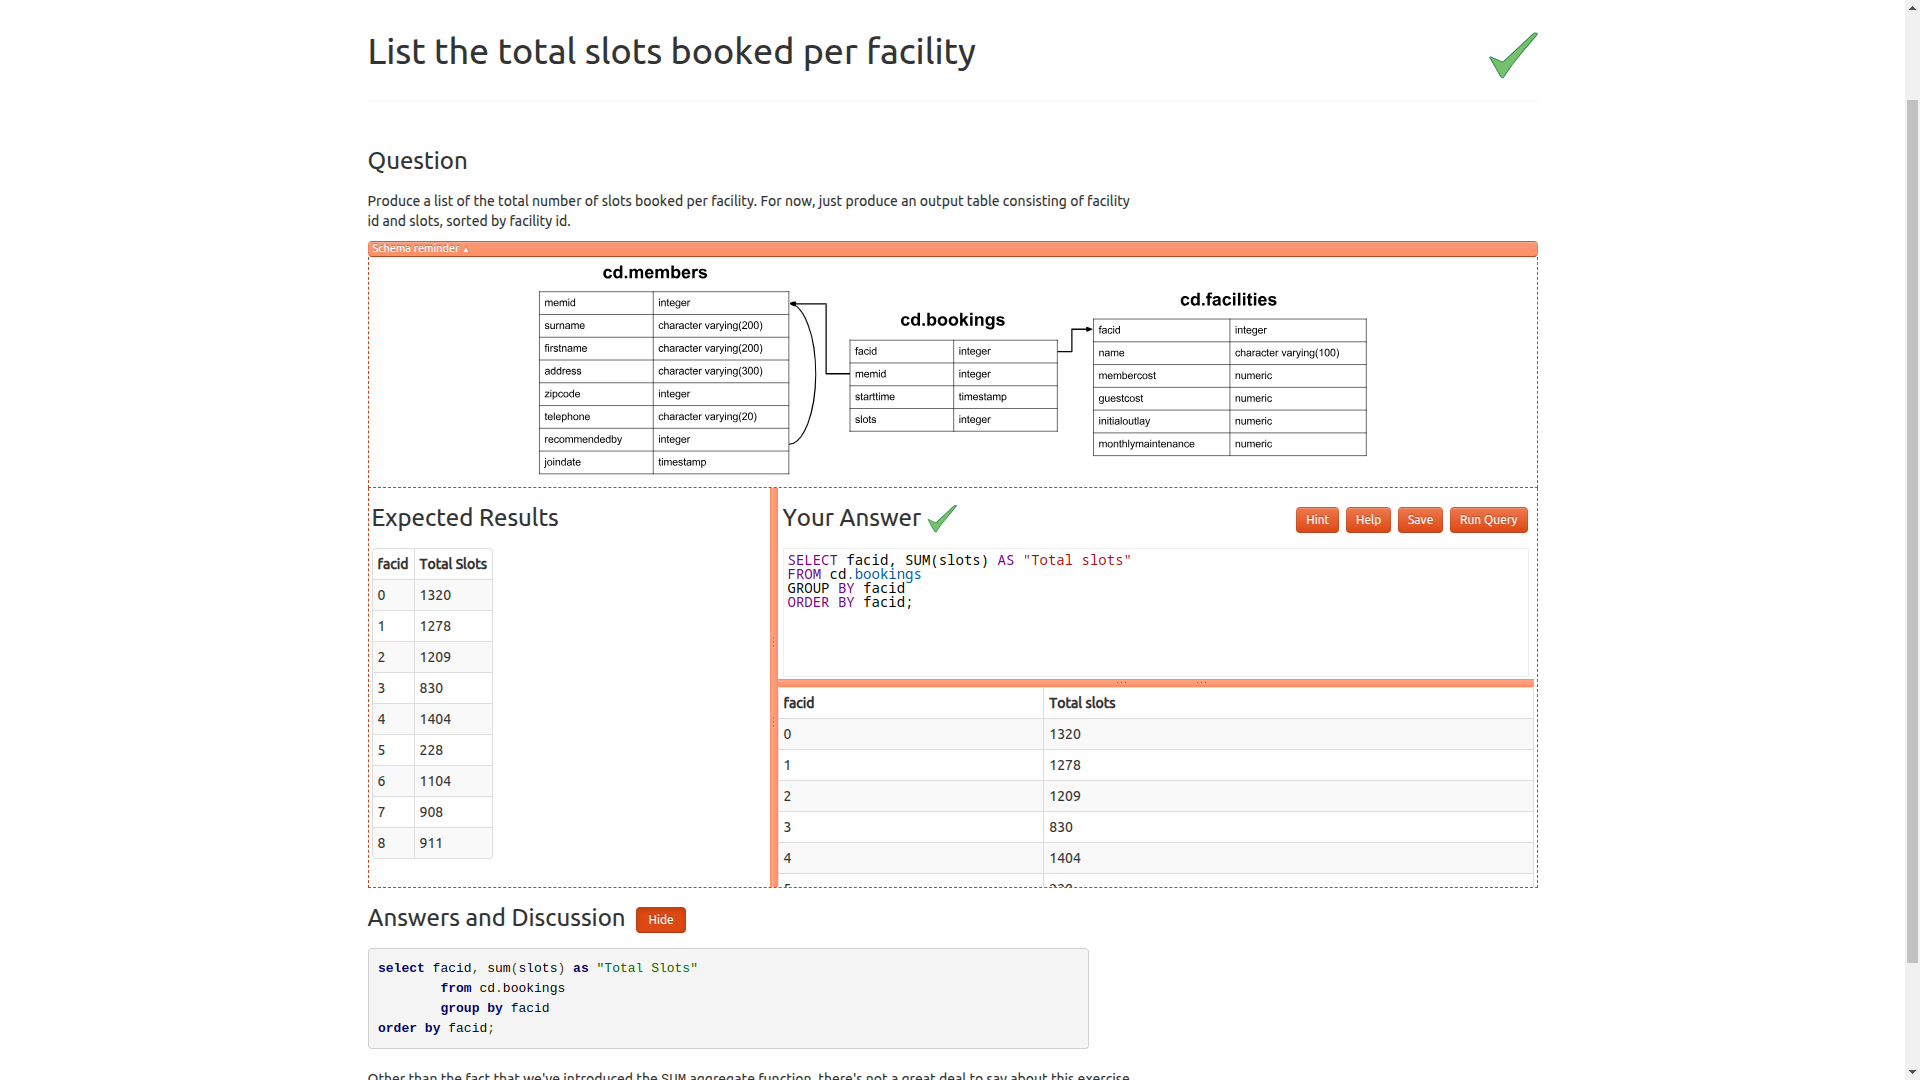 List the total slots booked per facility
Question
Produce a list of the total number of slots booked per facility. For now, just produce an output table consisting of facility
id and slots, sorted by facility id.
Schema reminder ▴
cd.members
memid integer
surname character varying(200)
firstname character varying(200)
address character varying(300)
zipcode integer
telephone character varying(20)
recommendedby integer
joindate timestamp
cd.bookings
facid integer
memid integer
starttime timestamp
slots integer
cd.facilities
facid integer
name character varying(100)
membercost numeric
guestcost numeric
initialoutlay numeric
monthlymaintenance numeric
Expected Results
facid Total Slots
0 1320
1 1278
2 1209
3 830
4 1404
5 228
6 1104
7 908
8 911
Your Answer
Hint Help Save Run Query
SELECT facid, SUM(slots) AS "Total slots"
FROM cd.bookings
GROUP BY facid
ORDER BY facid;
facid Total slots
0 1320
1 1278
2 1209
3 830
4 1404
5 228
Answers and Discussion Hide
select facid, sum(slots) as "Total Slots"
from cd.bookings
group by facid
order by facid;
Other than the fact that we've introduced the SUM aggregate function, there's not a great deal to say about this exercise.